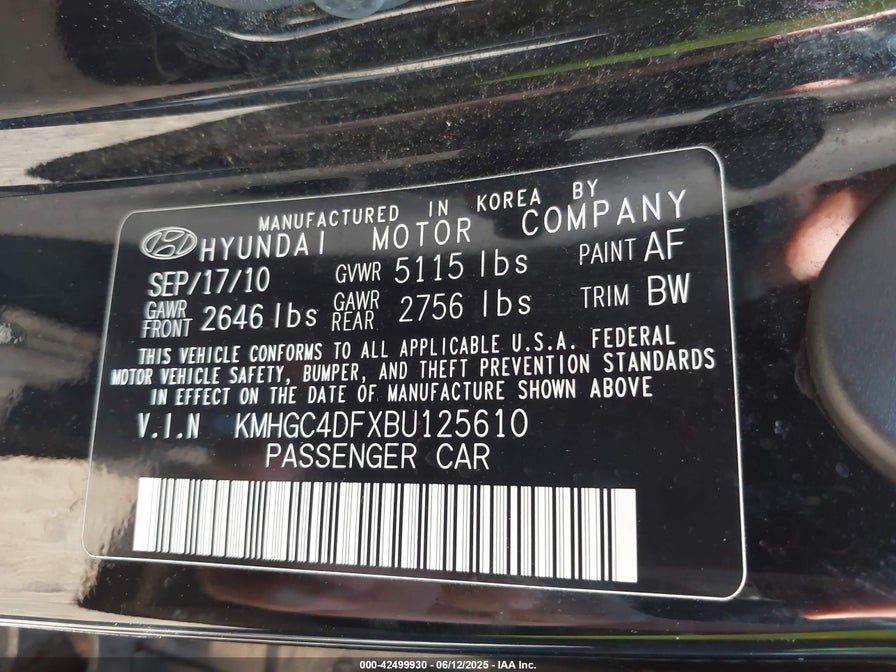 MANUFACTURED IN KOREA BY
HYUNDAI MOTOR COMPANY
SEP/17/10 GVWR 5115 lbs PAINT AF
GAWR FRONT 2646 lbs GAWR REAR 2756 lbs TRIM BW
THIS VEHICLE CONFORMS TO ALL APPLICABLE U.S.A. FEDERAL
MOTOR VEHICLE SAFETY, BUMPER, AND THEFT PREVENTION STANDARDS
IN EFFECT ON THE DATE OF MANUFACTURE SHOWN ABOVE
V.I.N KMHGC4DFXBU125610
PASSENGER CAR
000-42499930 - 06/12/2025 - IAA Inc.